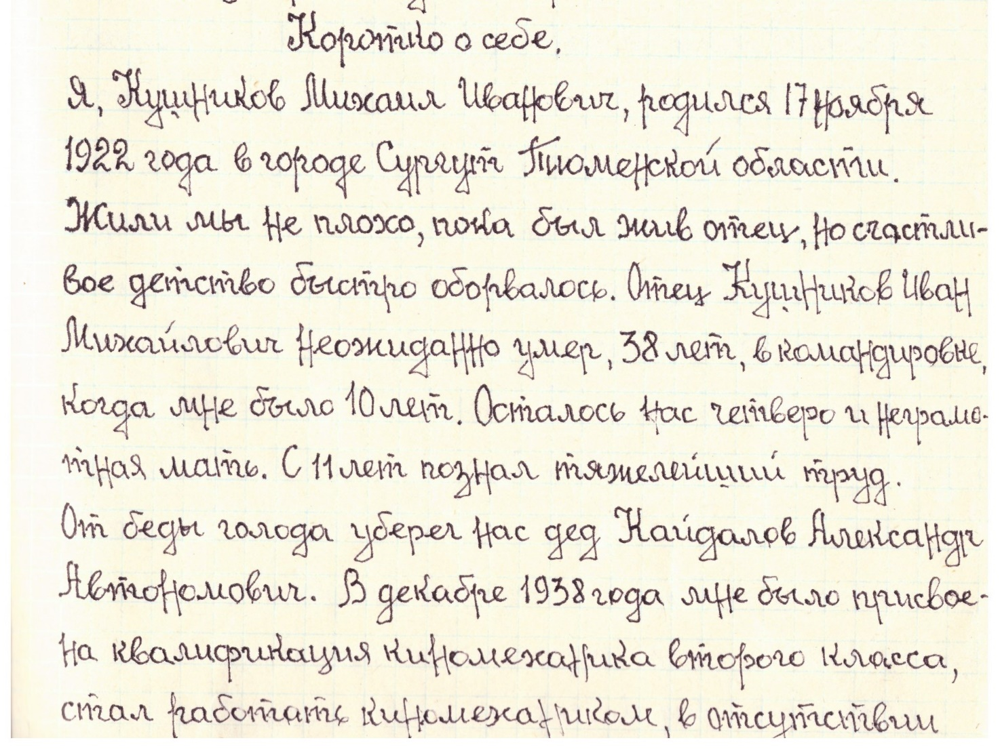 Коротко о себе.
Я, Кушников Михаил Иванович, родился 17 ноября
1922 года в городе Сургут Тюменской области.
Жили мы не плохо, пока был жив отец, но счастли-
вое детство быстро оборвалось. Отец Кушников Иван
Михайлович неожиданно умер, 38 лет, в командировке,
когда мне было 10 лет. Осталось нас четверо и неграмо-
тная мать. С 11 лет познал тяжелейший труд.
От беды голода уберег нас дед Кайдалов Александр
Автономович. В декабре 1938 года мне было присвое-
на квалификация киномеханика второго класса,
стал работать киномехаником, в отсутствии